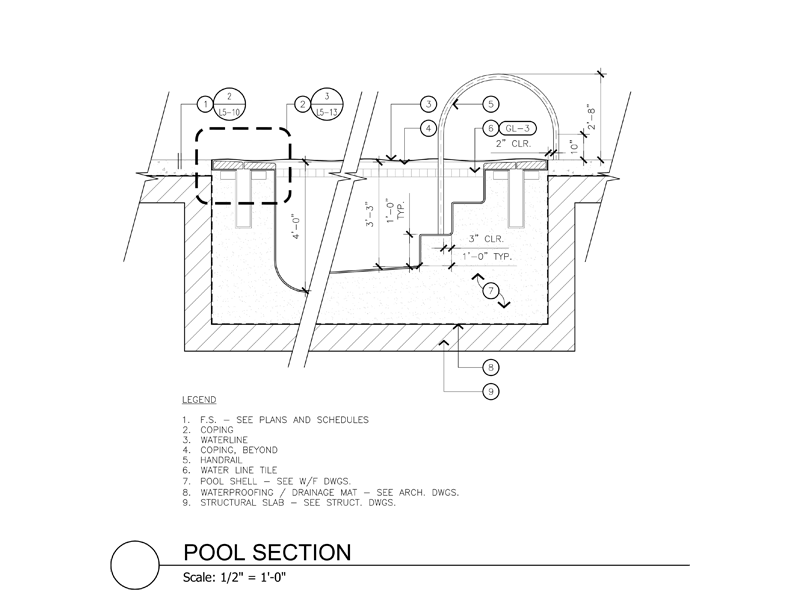 1
2
L5-10
2
3
L5-13
3
5
4
6
GL-3
2" CLR.
10"
2'-8"
4'-0"
3'-3"
1'-0"
TYP.
3" CLR.
1'-0" TYP.
7
8
9
LEGEND
1. F.S. – SEE PLANS AND SCHEDULES
2. COPING
3. WATERLINE
4. COPING, BEYOND
5. HANDRAIL
6. WATER LINE TILE
7. POOL SHELL – SEE W/F DWGS.
8. WATERPROOFING / DRAINAGE MAT – SEE ARCH. DWGS.
9. STRUCTURAL SLAB – SEE STRUCT. DWGS.
POOL SECTION
Scale: 1/2" = 1'-0"